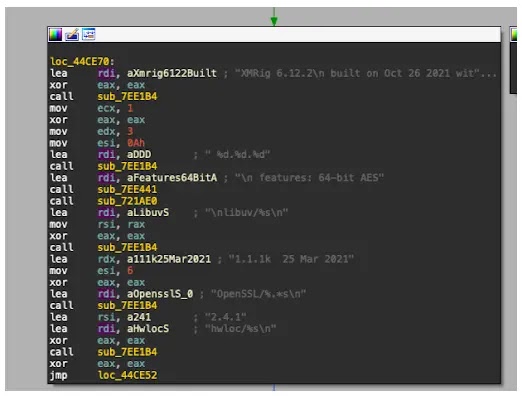 loc_44CE70:
lea rdi, aXmrig6122Built ; "XMRig 6.12.2\n built on Oct 26 2021 wit"...
xor eax, eax
call sub_7EE1B4
mov ecx, 1
xor eax, eax
mov edx, 3
mov esi, 0Ah
lea rdi, aDDD ; " %d.%d.%d"
call sub_7EE1B4
lea rdi, aFeatures64BitA ; "\n features: 64-bit AES"
call sub_7EE441
call sub_721AE0
lea rdi, aLibuvS ; "\nlibuv/%s\n"
mov rsi, rax
xor eax, eax
call sub_7EE1B4
lea rdx, a111k25Mar2021 ; "1.1.1k  25 Mar 2021"
mov esi, 6
xor eax, eax
lea rdi, aOpensslS_0 ; "OpenSSL/%.*s\n"
call sub_7EE1B4
lea rsi, a241 ; "2.4.1"
lea rdi, aHwlocS ; "hwloc/%s\n"
xor eax, eax
call sub_7EE1B4
xor eax, eax
jmp loc_44CE52